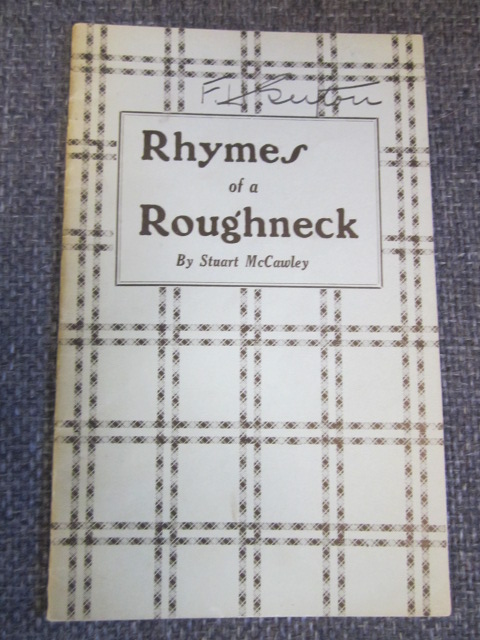 Rhymes
of a
Roughneck
By Stuart McCawley